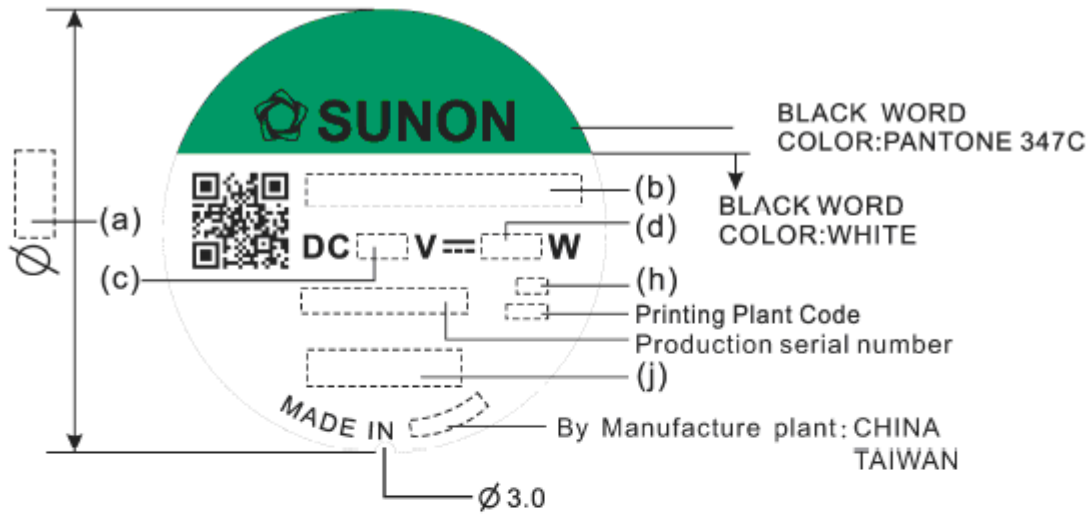 SUNON
BLACK WORD
COLOR:PANTONE 347C
(a)
(b)
BLACK WORD
COLOR:WHITE
DC V W
(d)
(c)
(h)
Printing Plant Code
Production serial number
(j)
MADE IN
By Manufacture plant: CHINA
TAIWAN
Ø
Ø 3.0